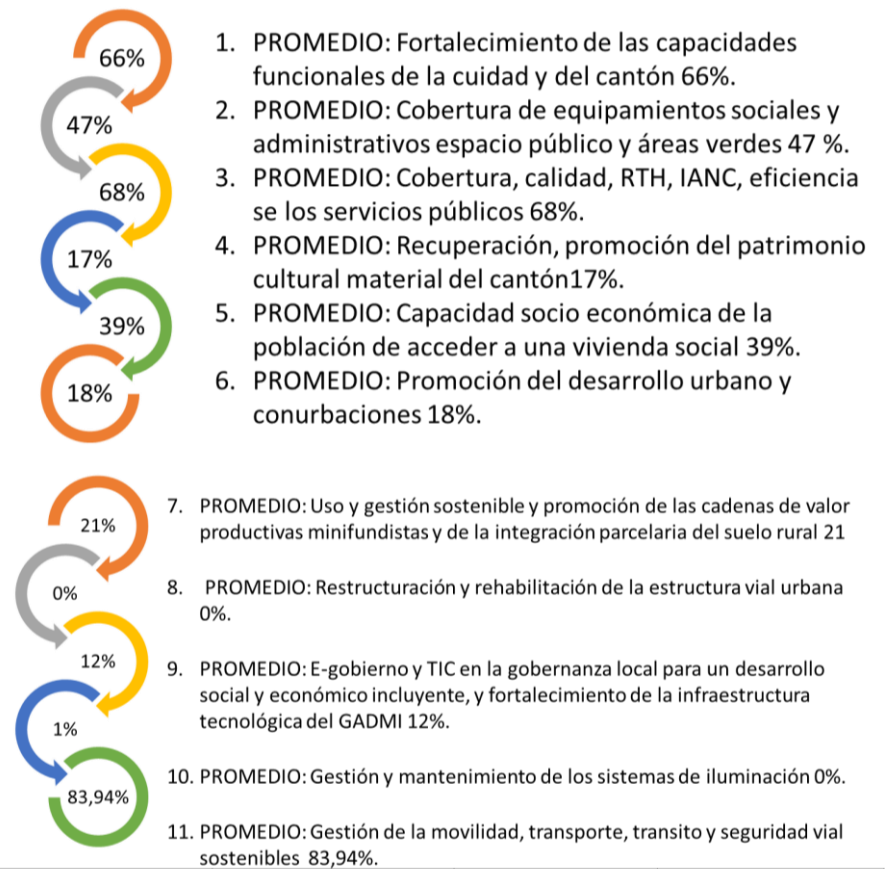 66%
47%
68%
17%
39%
18%
1. PROMEDIO: Fortalecimiento de las capacidades
funcionales de la cuidad y del cantón 66%.
2. PROMEDIO: Cobertura de equipamientos sociales y
administrativos espacio público y áreas verdes 47 %.
3. PROMEDIO: Cobertura, calidad, RTH, IANC, eficiencia
se los servicios públicos 68%.
4. PROMEDIO: Recuperación, promoción del patrimonio
cultural material del cantón17%.
5. PROMEDIO: Capacidad socio económica de la
población de acceder a una vivienda social 39%.
6. PROMEDIO: Promoción del desarrollo urbano y
conurbaciones 18%.
21%
0%
12%
1%
83,94%
7. PROMEDIO: Uso y gestión sostenible y promoción de las cadenas de valor
productivas minifundistas y de la integración parcelaria del suelo rural 21
8. PROMEDIO: Restructuración y rehabilitación de la estructura vial urbana
0%.
9. PROMEDIO: E-gobierno y TIC en la gobernanza local para un desarrollo
social y económico incluyente, y fortalecimiento de la infraestructura
tecnológica del GADMI 12%.
10. PROMEDIO: Gestión y mantenimiento de los sistemas de iluminación 0%.
11. PROMEDIO: Gestión de la movilidad, transporte, transito y seguridad vial
sostenibles 83,94%.